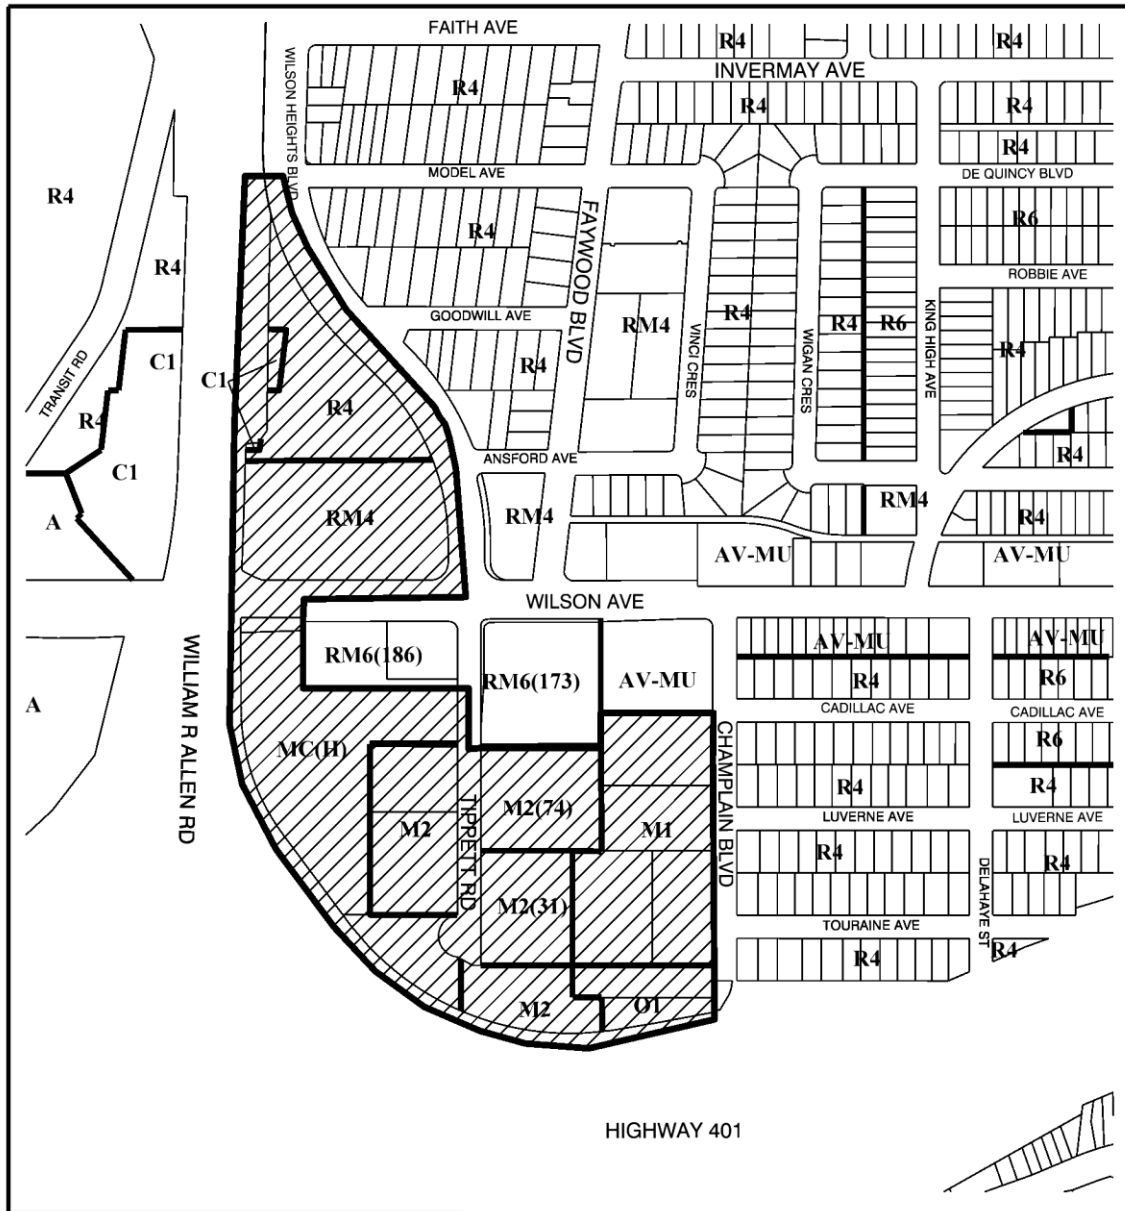 FAITH AVE
R4
R4
WILSON HEIGHTS BLVD
INVERMAY AVE
R4
R4
R4
R4
MODEL AVE
DE QUINCY BLVD
R4
R4
FAYWOOD BLVD
R4
R6
R4
ROBBIE AVE
GOODWILL AVE
RM4
VINCI CRES
R4
WIGAN CRES
R4
R6
KING HIGH AVE
R4
TRANSIT RD
C1
C1
R4
R4
R4
C1
ANSFORD AVE
R4
A
RM4
RM4
RM4
R4
AV-MU
AV-MU
WILSON AVE
WILLIAM R ALLEN RD
RM6(186)
RM6(173)
AV-MU
AV-MU
AV-MU
R4
R6
A
CADILLAC AVE
CADILLAC AVE
MC(H)
CHAMPLAIN BLVD
R6
M2
TIPPETT RD
M2(74)
M1
R4
R4
LUVERNE AVE
LUVERNE AVE
R4
R4
M2(31)
DELAHAYE ST
TOURAINE AVE
R4
R4
M2
O1
HIGHWAY 401